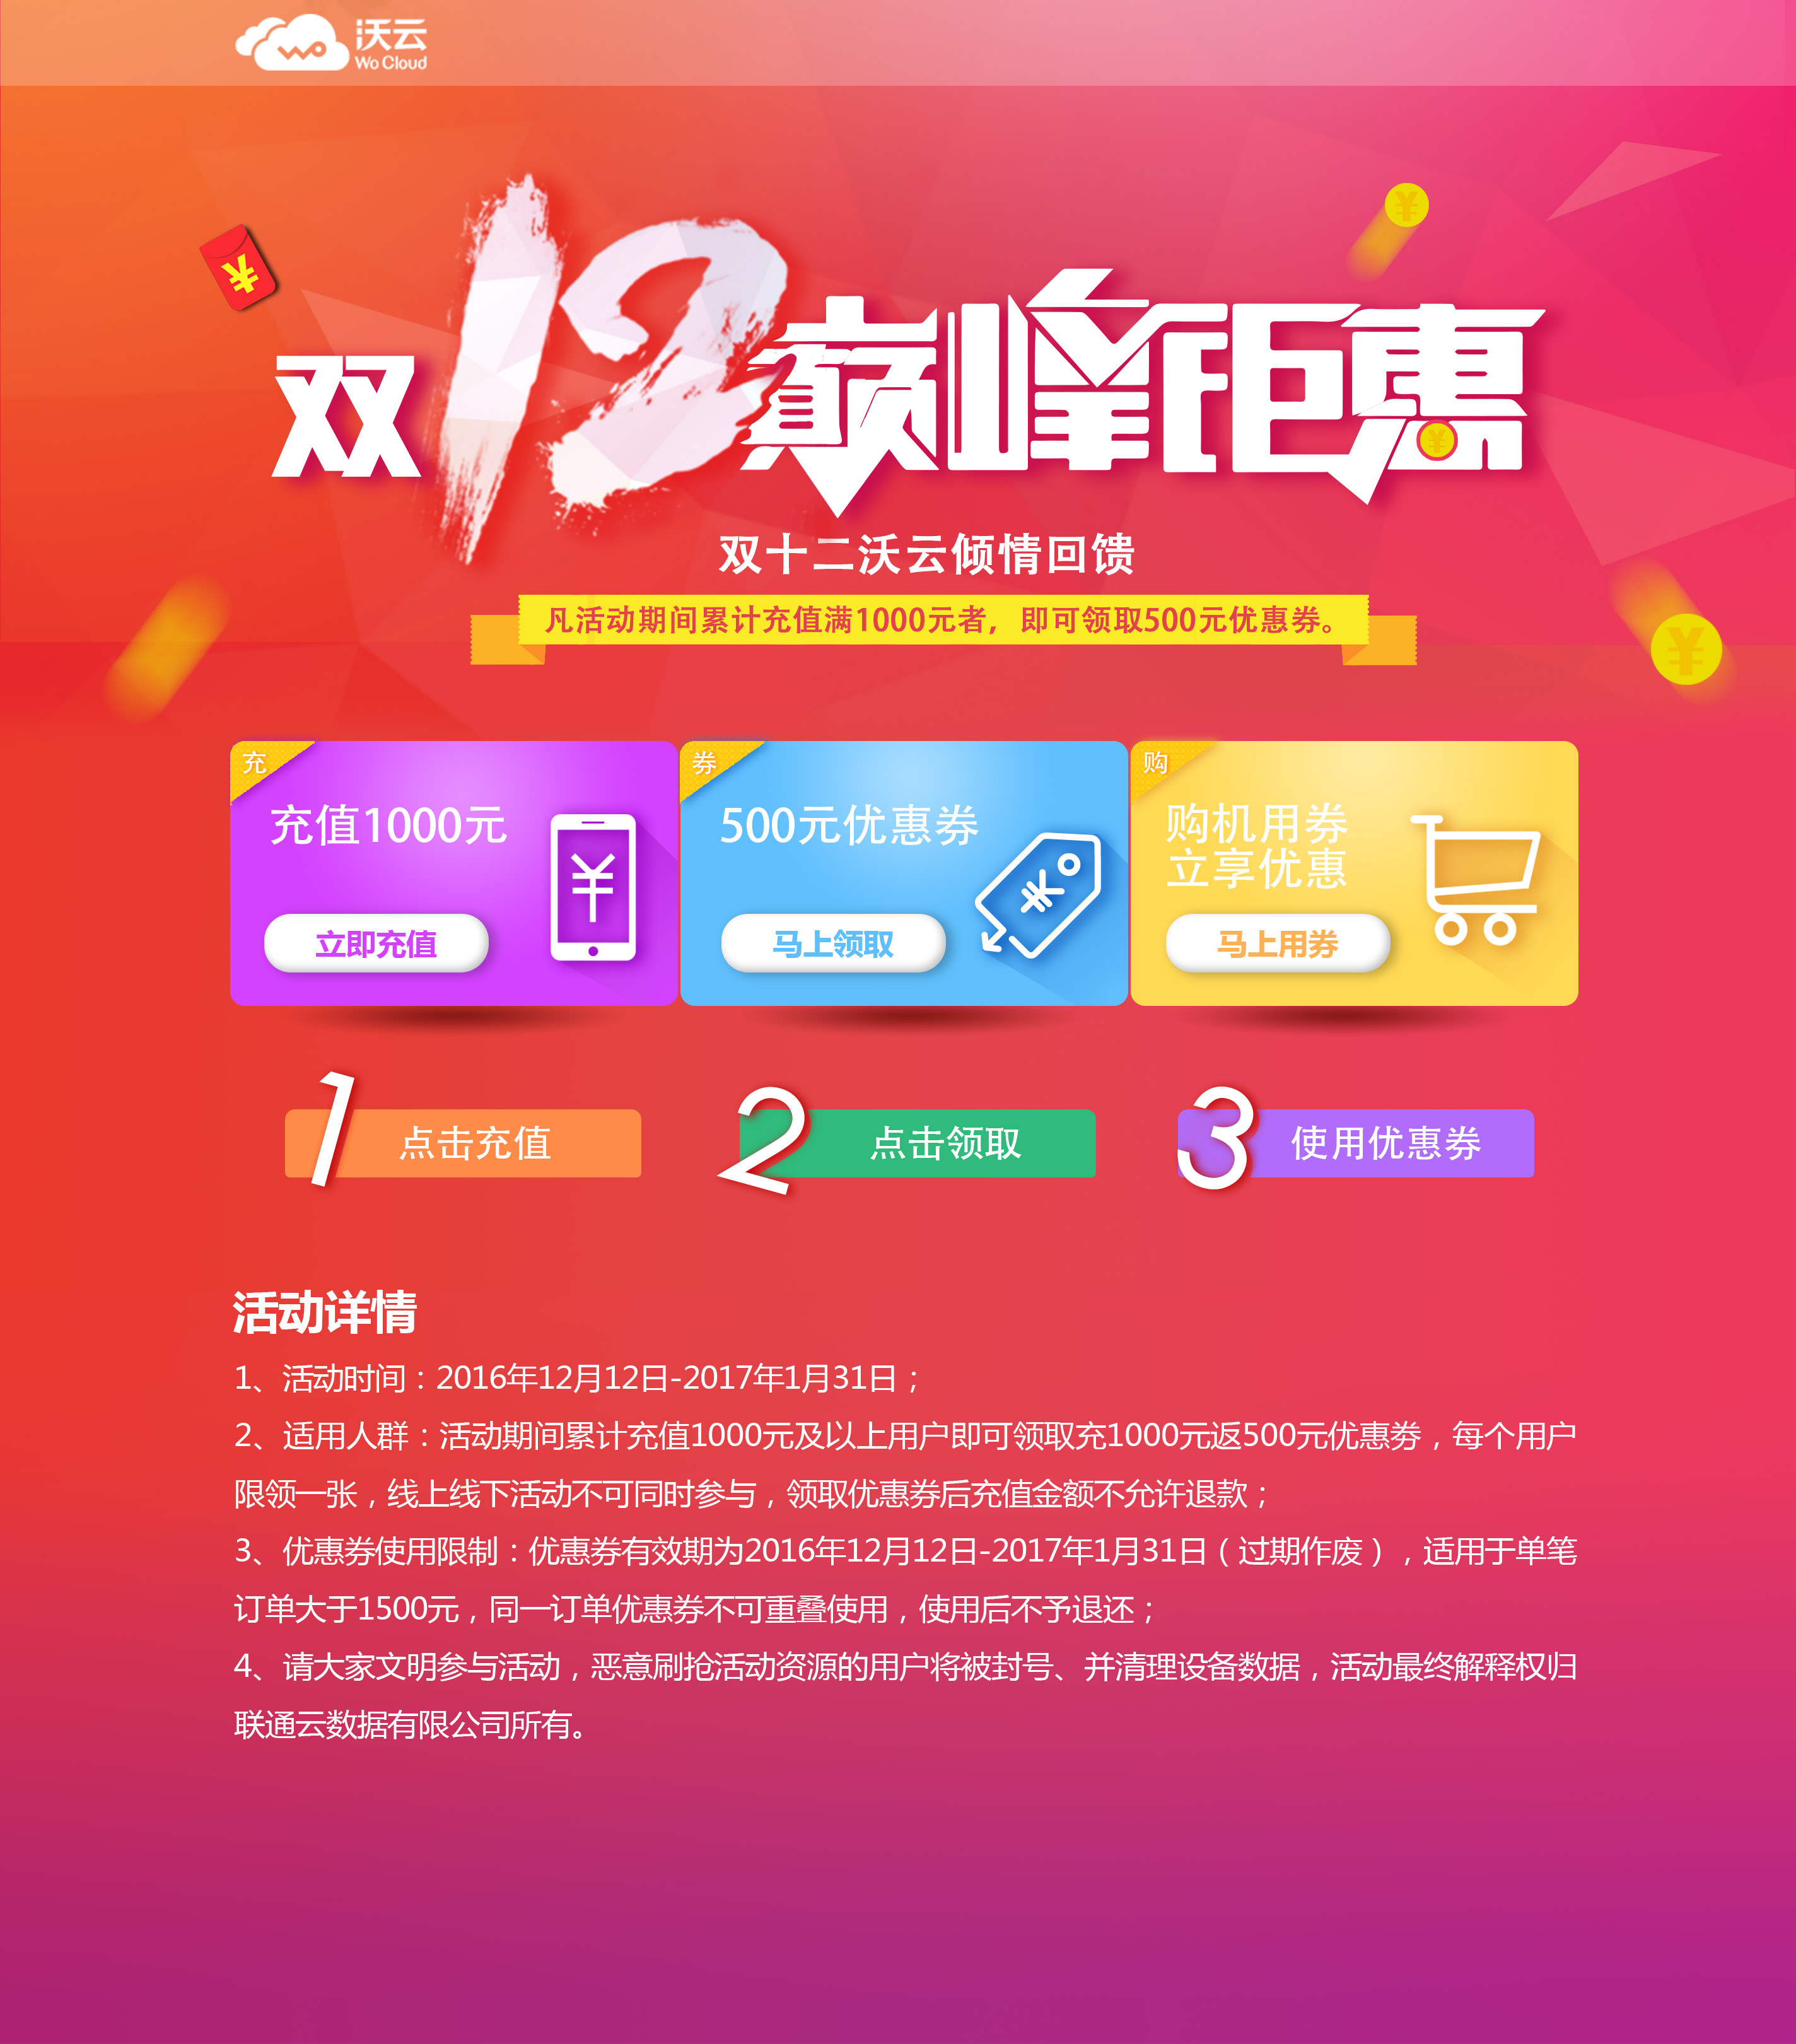 沃云
Wo Cloud
双12巅峰钜惠
双十二沃云倾情回馈
凡活动期间累计充值满1000元者，即可领取500元优惠券。
充
充值1000元
¥
立即充值
券
500元优惠券
¥
马上领取
购
购机用券
立享优惠
马上用券
1 点击充值
2 点击领取
3 使用优惠券
活动详情
1、活动时间：2016年12月12日-2017年1月31日；
2、适用人群：活动期间累计充值1000元及以上用户即可领取充1000元返500元优惠券，每个用户
限领一张，线上线下活动不可同时参与，领取优惠券后充值金额不允许退款；
3、优惠券使用限制：优惠券有效期为2016年12月12日-2017年1月31日（过期作废），适用于单笔
订单大于1500元，同一订单优惠券不可重叠使用，使用后不予退还；
4、请大家文明参与活动，恶意刷抢活动资源的用户将被封号、并清理设备数据，活动最终解释权归
联通云数据有限公司所有。